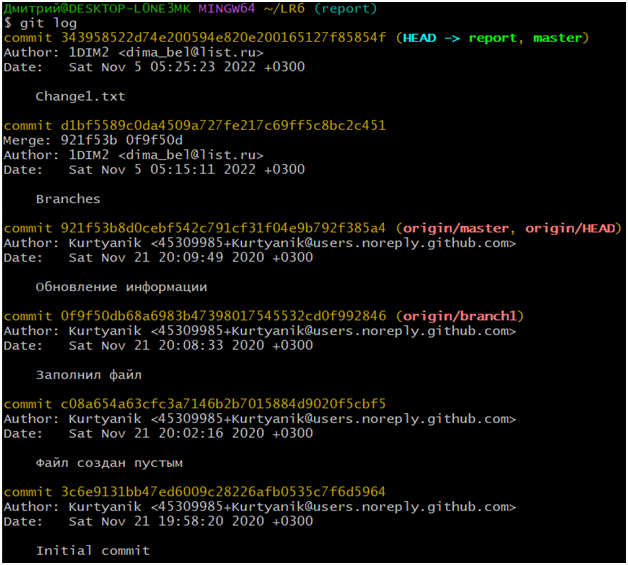 Дмитрий@DESKTOP-L0NE3MK MINGW64 ~/LR6 (report)
$ git log
commit 343958522d74e200594e820e200165127f85854f (HEAD -> report, master)
Author: 1DIM2 <dima_bel@list.ru>
Date:   Sat Nov 5 05:25:23 2022 +0300
    Change1.txt
commit d1bf5589c0da4509a727fe217c69ff5c8bc2c451
Merge: 921f53b 0f9f50d
Author: 1DIM2 <dima_bel@list.ru>
Date:   Sat Nov 5 05:15:11 2022 +0300
    Branches
commit 921f53b8d0cebf542c791cf31f04e9b792f385a4 (origin/master, origin/HEAD)
Author: Kurtyanik <45309985+Kurtyanik@users.noreply.github.com>
Date:   Sat Nov 21 20:09:49 2020 +0300
    Обновление информации
commit 0f9f50db68a6983b47398017545532cd0f992846 (origin/branch1)
Author: Kurtyanik <45309985+Kurtyanik@users.noreply.github.com>
Date:   Sat Nov 21 20:08:33 2020 +0300
    Заполнил файл
commit c08a654a63cfc3a7146b2b7015884d9020f5cbf5
Author: Kurtyanik <45309985+Kurtyanik@users.noreply.github.com>
Date:   Sat Nov 21 20:02:16 2020 +0300
    Файл создан пустым
commit 3c6e9131bb47ed6009c28226afb0535c7f6d5964
Author: Kurtyanik <45309985+Kurtyanik@users.noreply.github.com>
Date:   Sat Nov 21 19:58:20 2020 +0300
    Initial commit